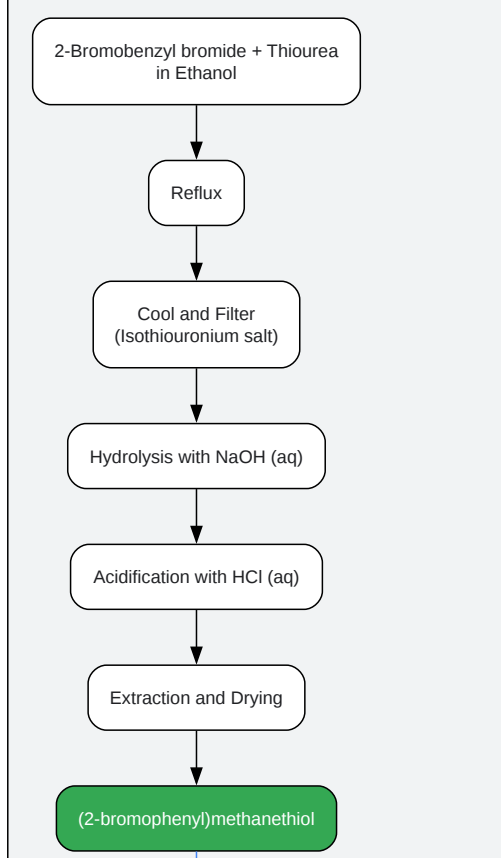 2-Bromobenzyl bromide + Thiourea
in Ethanol
Reflux
Cool and Filter
(Isothiouronium salt)
Hydrolysis with NaOH (aq)
Acidification with HCl (aq)
Extraction and Drying
(2-bromophenyl)methanethiol